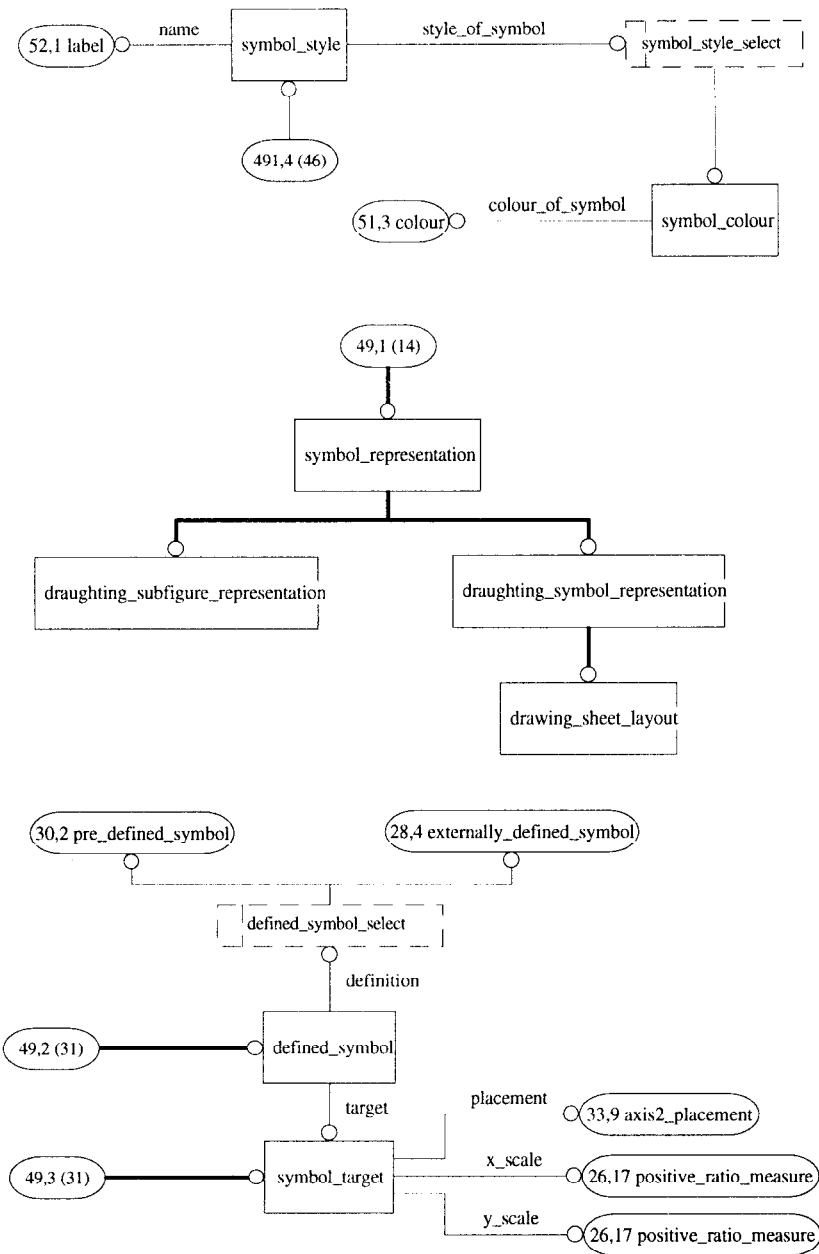 name
style_of_symbol
52,1 label
symbol_style
symbol_style_select
491,4 (46)
colour_of_symbol
51,3 colour
symbol_colour
49,1 (14)
symbol_representation
draughting_subfigure_representation
draughting_symbol_representation
drawing_sheet_layout
30,2 pre_defined_symbol
28,4 externally_defined_symbol
defined_symbol_select
definition
49,2 (31)
defined_symbol
target
placement
33,9 axis2_placement
49,3 (31)
symbol_target
x_scale
26,17 positive_ratio_measure
y_scale
26,17 positive_ratio_measure